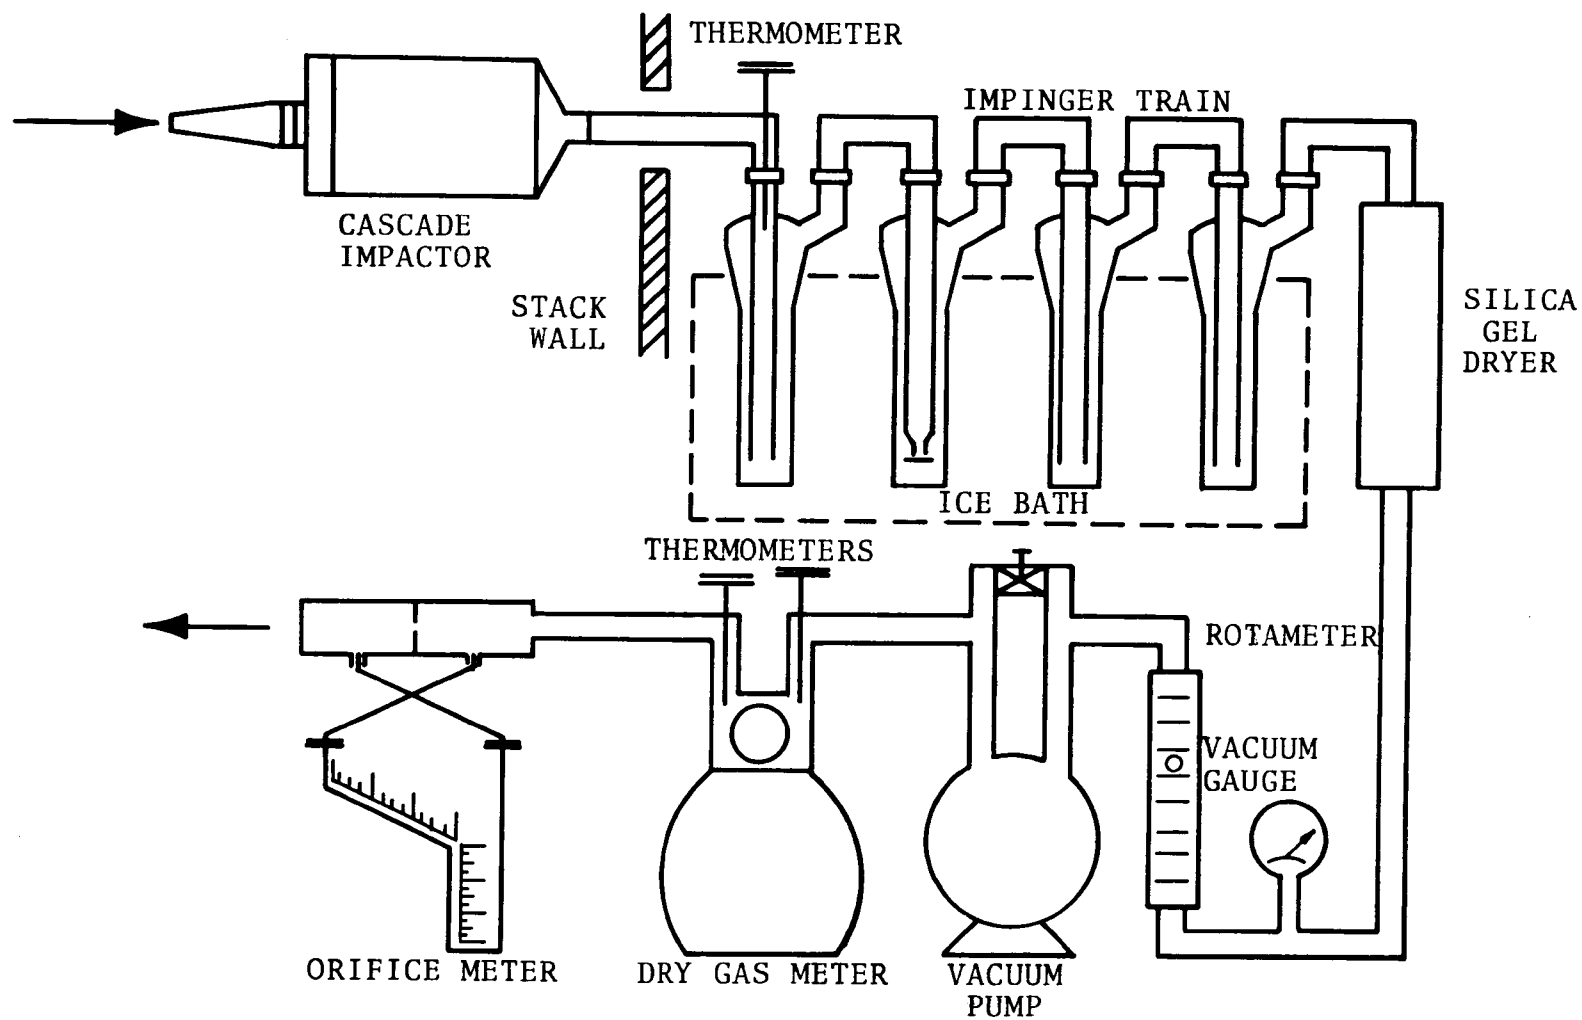 THERMOMETER
IMPINGER TRAIN
CASCADE
IMPACTOR
STACK
WALL
SILICA
GEL
DRYER
ICE BATH
THERMOMETERS
ROTAMETER
VACUUM
GAUGE
ORIFICE METER
DRY GAS METER
VACUUM
PUMP